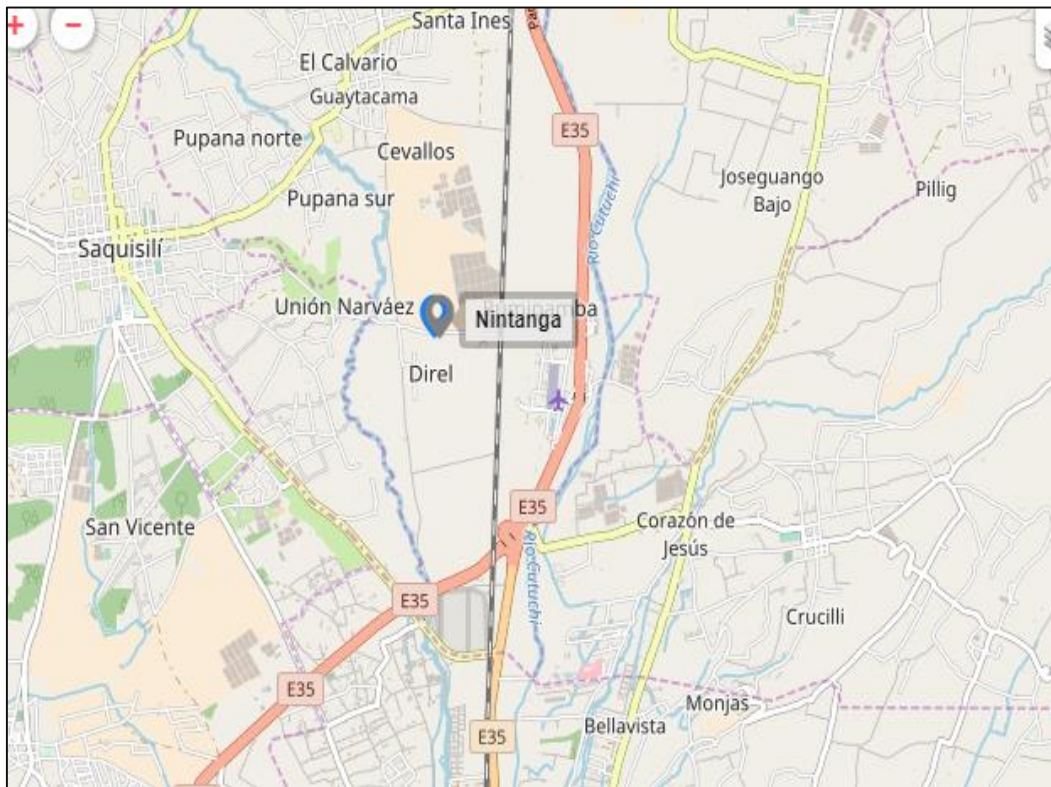 +
−
Santa Ines
El Calvario
Guaytacama
Pupana norte
Cevallos
E35
Joseguango
Bajo
Pillig
Pupana sur
Río Cutuchi
Saquisilí
Unión Narváez
Nintanga
Direl
E35
San Vicente
Corazón de
Jesús
Río Cutuchi
E35
Crucilli
E35
Monjas
Bellavista
E35